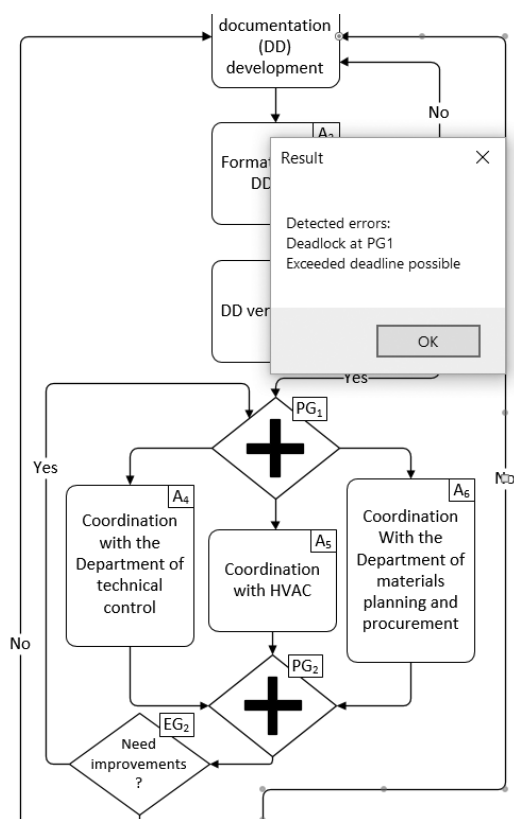 documentation
(DD)
development
No
Format
DD
Result
Detected errors:
Deadlock at PG1
Exceeded deadline possible
OK
DD ver
Yes
PG1
Yes
A4
Coordination
with the
Department of
technical
control
A5
Coordination
with HVAC
A6
Coordination
With the
Department of
materials
planning and
procurement
No
No
PG2
EG2
Need
improvements
?